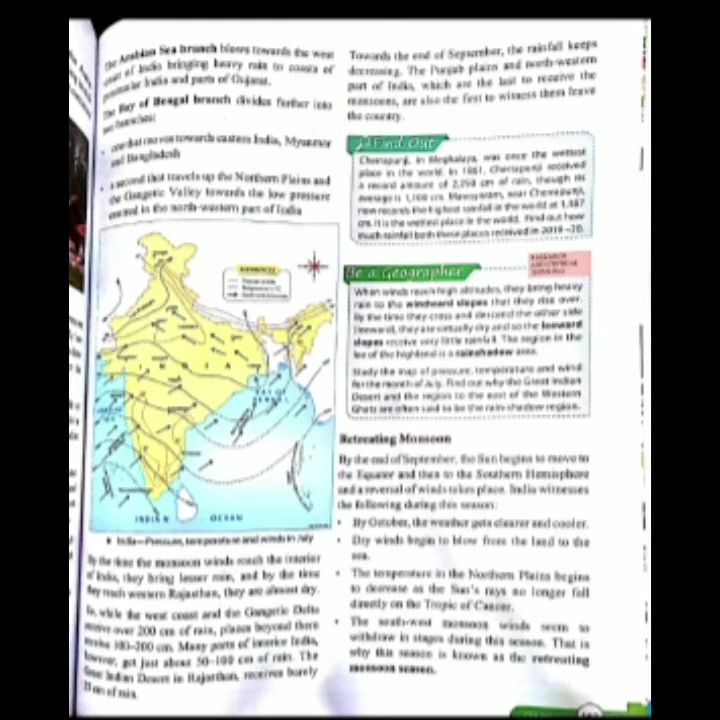 The Arabian Sea branch blows towards the west
coast of India bringing heavy rain to coasts of
peninsular India and parts of Gujarat.
The Bay of Bengal branch divides further into
two branches:
• one that moves towards eastern India, Myanmar
and Bangladesh
• a second that travels up the Northern Plains and
the Gangetic Valley towards the low pressure
centred in the north-western part of India
INDIA
BAY OF
BENGAL
INDIAN OCEAN
• India—Pressure, temperature and winds in July
By the time the monsoon winds reach the interior
of India, they bring lesser rain, and by the time
they reach western Rajasthan, they are almost dry.
So, while the west coast and the Gangetic Delta
receive over 200 cm of rain, places beyond them
receive 100–200 cm. Many parts of interior India,
however, get just about 50–100 cm of rain. The
Great Indian Desert in Rajasthan, receives barely
25 cm of rain.
Towards the end of September, the rainfall keeps
decreasing. The Punjab plains and north-western
part of India, which are the last to receive the
monsoons, are also the first to witness them leave
the country.
Find Out
Cherrapunji, in Meghalaya, was once the wettest
place in the world. In 1861, Cherrapunji received
a record amount of 2,250 cm of rain, though its
average is 1,100 cm. Mawsynram, near Cherrapunji,
now records the highest rainfall in the world at 1,187
cm. It is the wettest place in the world. Find out how
much rainfall both these places received in 2019–20.
Be a Geographer
RESEARCH
AND CRITICAL
THINKING
When winds reach high altitudes, they bring heavy
rain to the windward slopes that they rise over.
By the time they cross and descend the other side
(leeward), they are virtually dry and so the leeward
slopes receive very little rainfall. The region in the
lee of the highland is a rainshadow area.
Study the map of pressure, temperature and wind
for the month of July. Find out why the Great Indian
Desert and the region to the east of the Western
Ghats are often said to be the rain-shadow region.
Retreating Monsoon
By the end of September, the Sun begins to move to
the Equator and then to the Southern Hemisphere
and a reversal of winds takes place. India witnesses
the following during this season:
• By October, the weather gets clearer and cooler.
• Dry winds begin to blow from the land to the
sea.
• The temperature in the Northern Plains begins
to decrease as the Sun's rays no longer fall
directly on the Tropic of Cancer.
• The south-west monsoon winds seem to
withdraw in stages during this season. That is
why this season is known as the retreating
monsoon season.